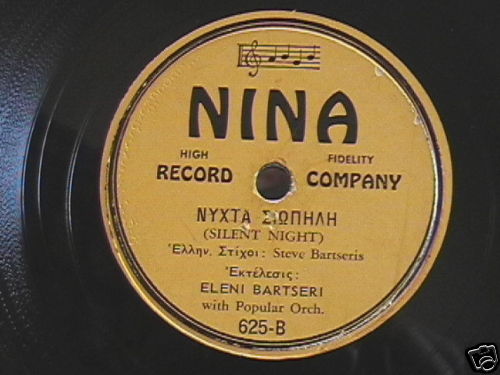 NINA
HIGH FIDELITY
RECORD COMPANY
ΝΥΧΤΑ ΣΙΩΠΗΛΗ
(SILENT NIGHT)
Ἑλλην. Στίχοι: Steve Bartseris
Ἐκτέλεσις:
ELENI BARTSERI
with Popular Orch.
625-B